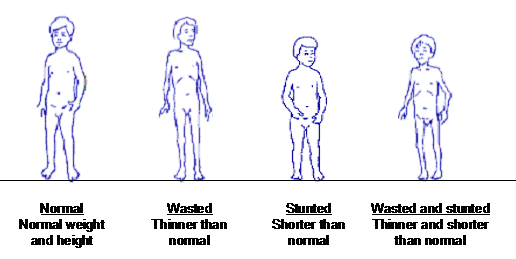 Normal
Normal weight
and height
Wasted
Thinner than
normal
Stunted
Shorter than
normal
Wasted and stunted
Thinner and shorter
than normal